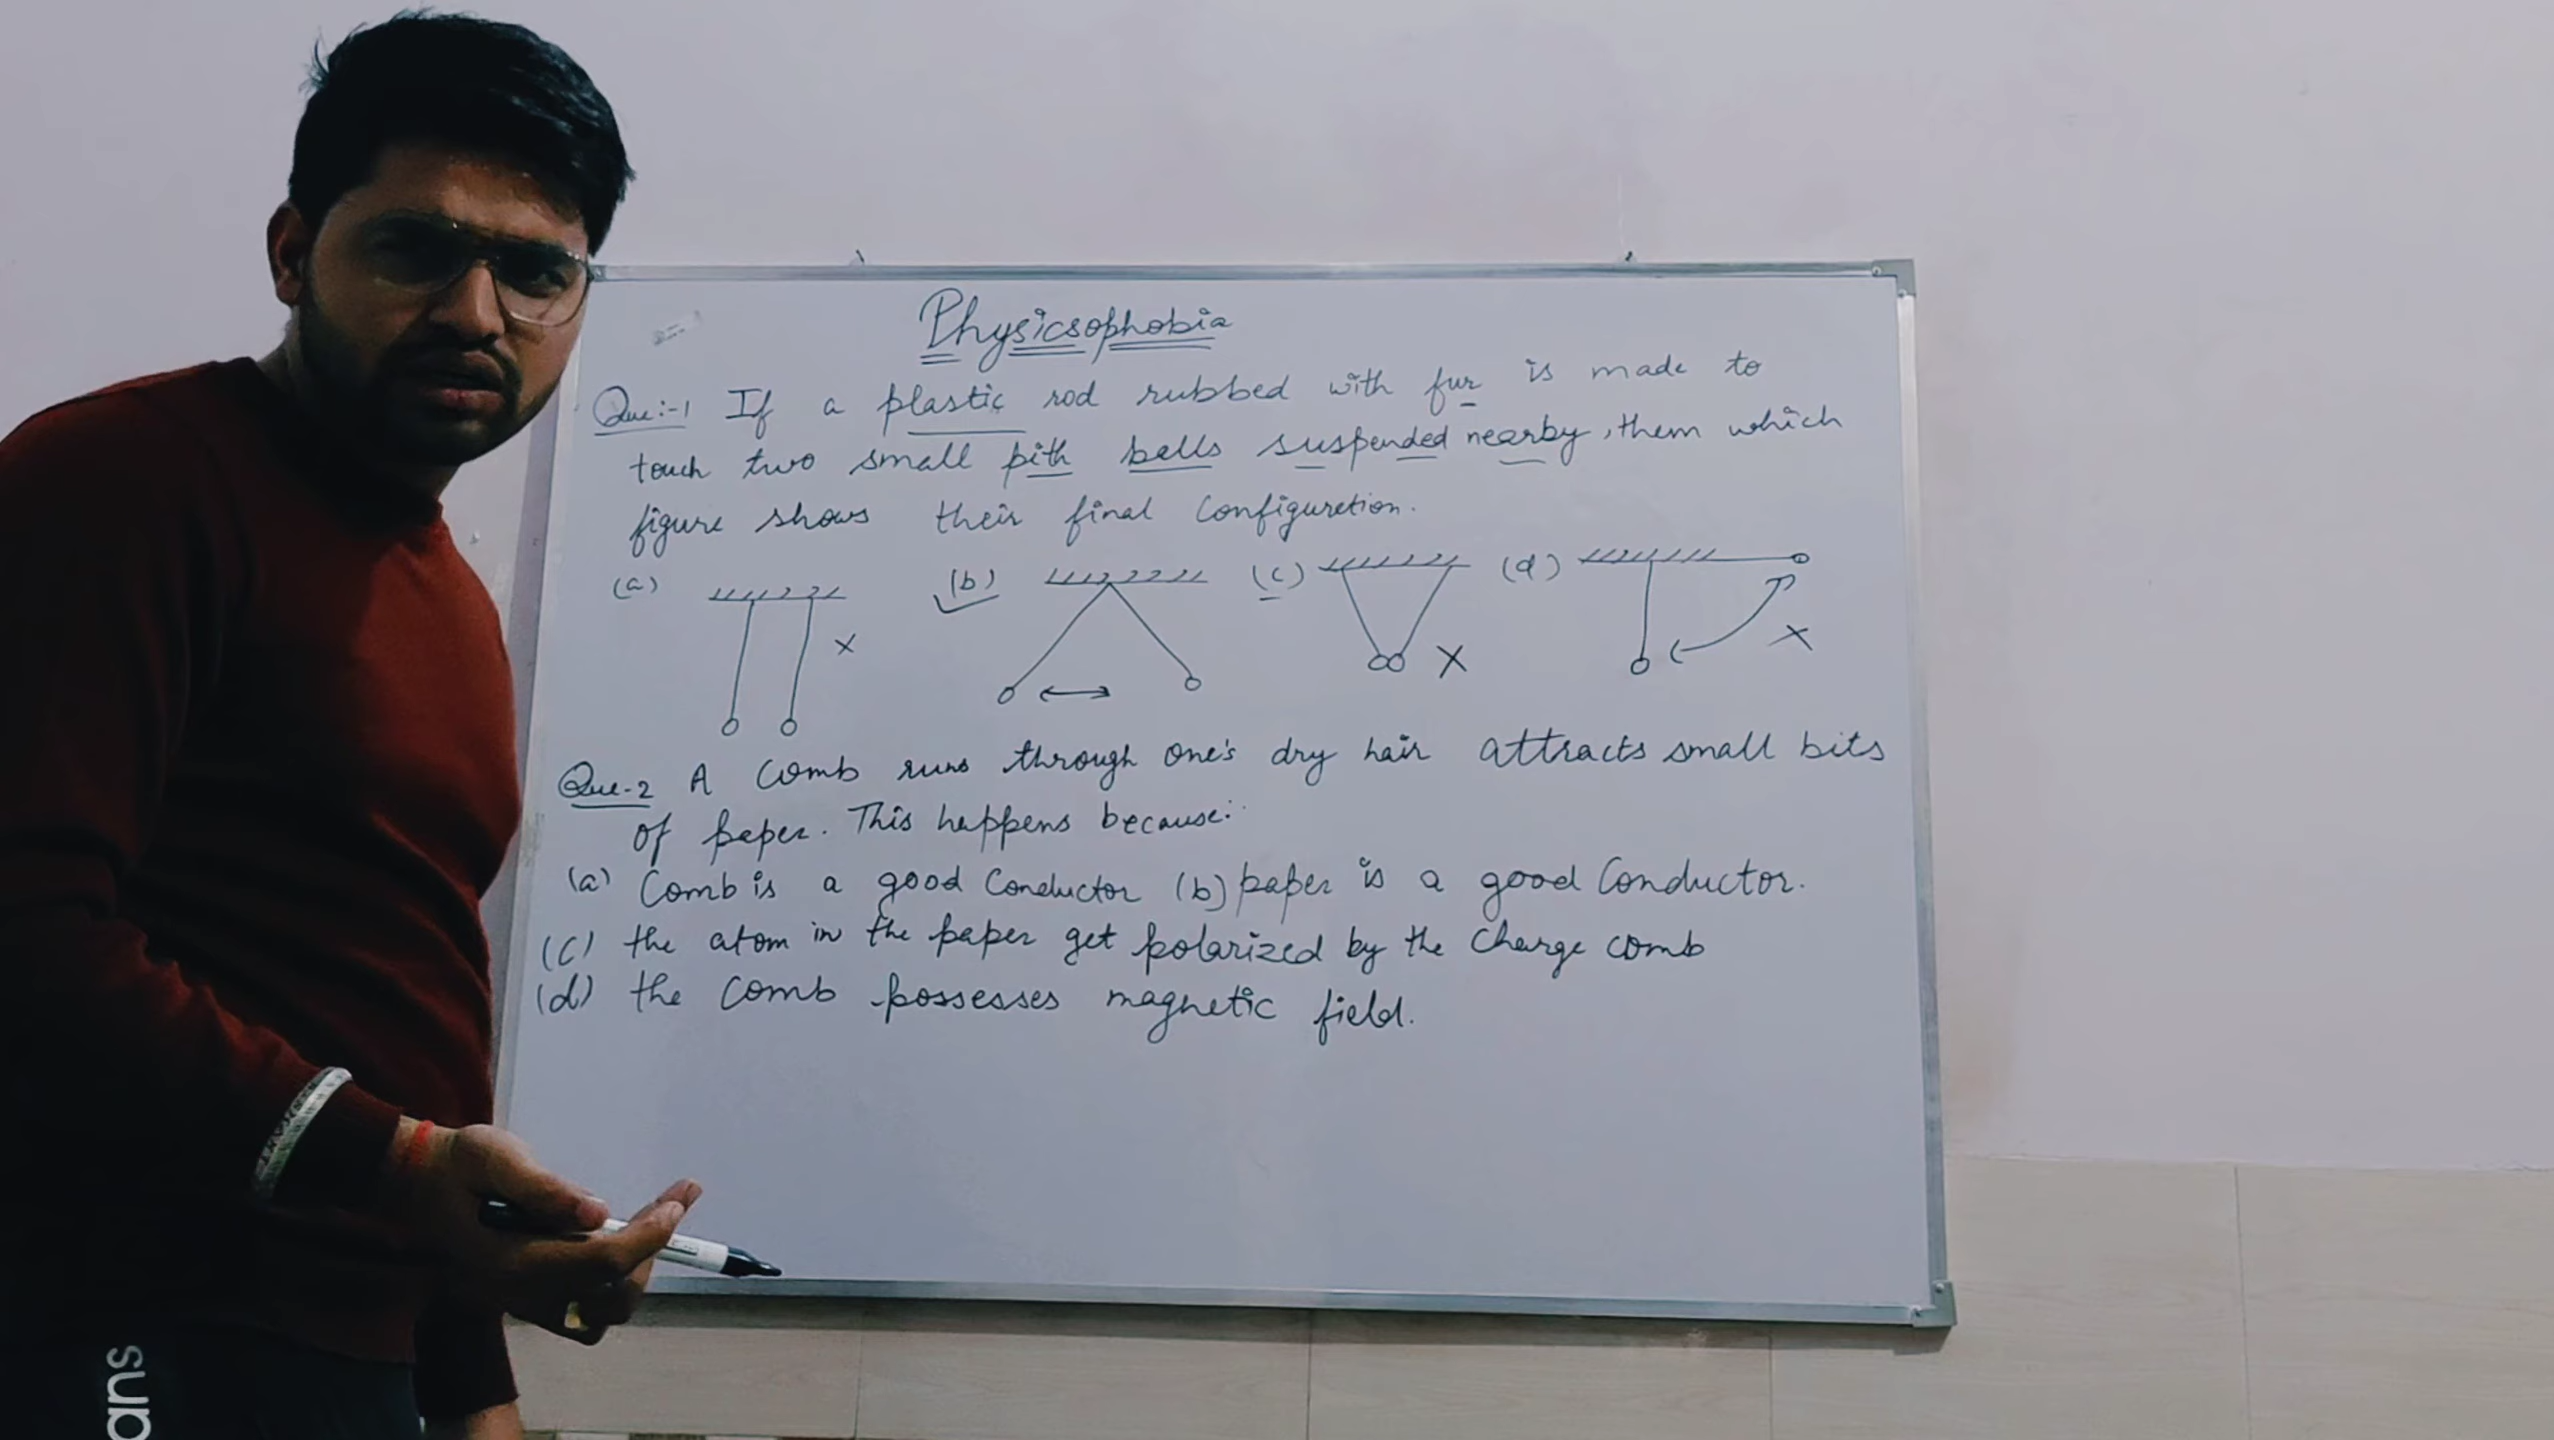 Physicsophobia
Que:-1 If a plastic rod rubbed with fur is made to
touch two small pith balls suspended nearby, them which
figure shows their final Configuretion.
(a) (b) (c) (d)
X X X
Que-2 A Comb runs through one's dry hair attracts small bits
of paper. This happens because:
(a) Comb is a good Conductor (b) paper is a good Conductor.
(c) the atom in the paper get polarized by the Charge comb
(d) the Comb possesses magnetic field.
ans